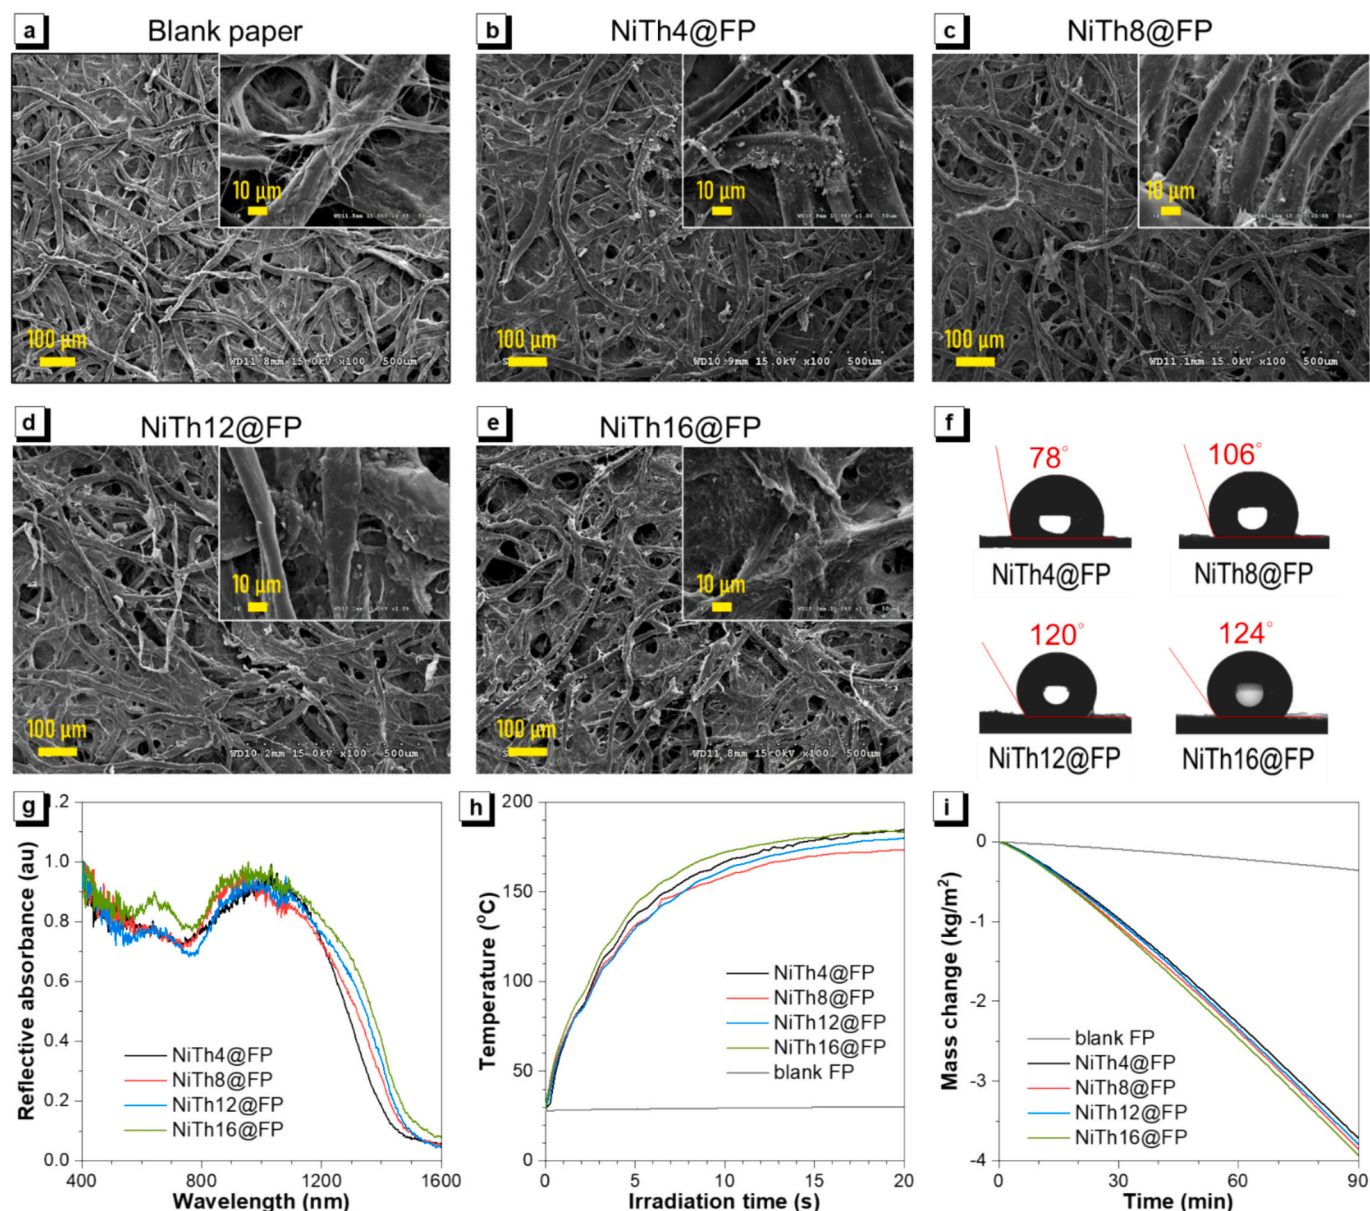 a Blank paper
b NiTh4@FP
c NiTh8@FP
10 µm
10 µm
10 µm
100 µm
WD11.8mm 15.0kV x100 500um
100 µm
WD10.9mm 15.0kV x100 500um
100 µm
WD11.1mm 15.0kV x100 500um
d NiTh12@FP
e NiTh16@FP
f
10 µm
10 µm
100 µm
WD10.2mm 15.0kV x100 500um
100 µm
WD11.8mm 15.0kV x100 500um
78°
106°
NiTh4@FP
NiTh8@FP
120°
124°
NiTh12@FP
NiTh16@FP
g
1.0
0.8
0.6
0.4
0.2
0.0
Reflective absorbance (au)
NiTh4@FP
NiTh8@FP
NiTh12@FP
NiTh16@FP
400 800 1200 1600
Wavelength (nm)
h
200
150
100
50
0
Temperature (°C)
NiTh4@FP
NiTh8@FP
NiTh12@FP
NiTh16@FP
blank FP
0 5 10 15 20
Irradiation time (s)
i
0
-1
-2
-3
-4
Mass change (kg/m²)
blank FP
NiTh4@FP
NiTh8@FP
NiTh12@FP
NiTh16@FP
0 30 60 90
Time (min)